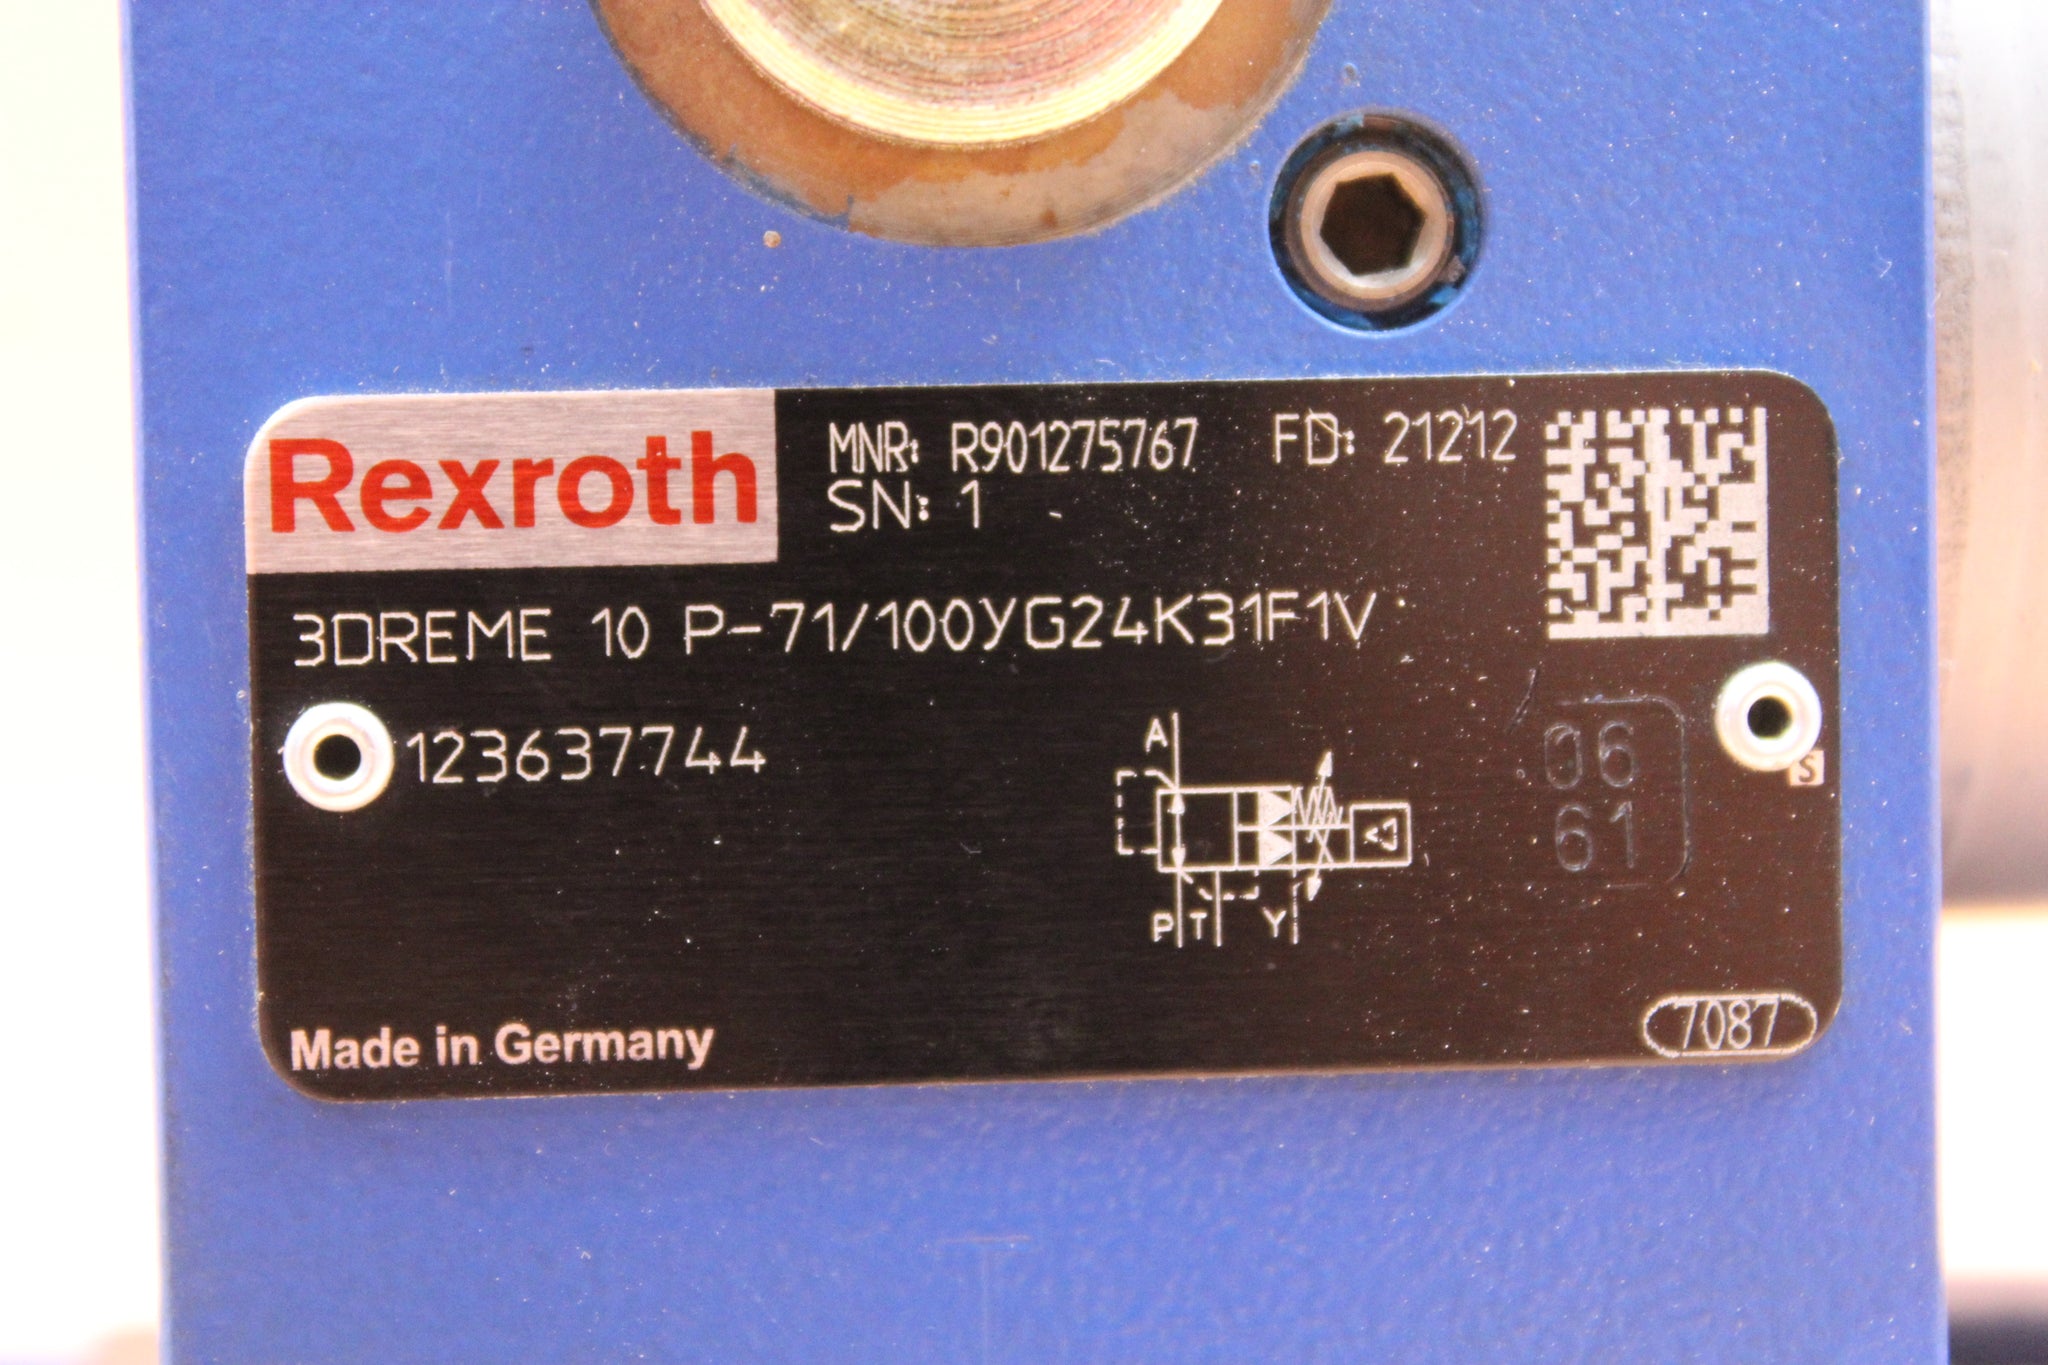 Rexroth
MNR: R901275767 FD: 21212
SN: 1
3DREME 10 P-71/100YG24K31F1V
123637744
A
P T Y
06
61
S
7087
Made in Germany